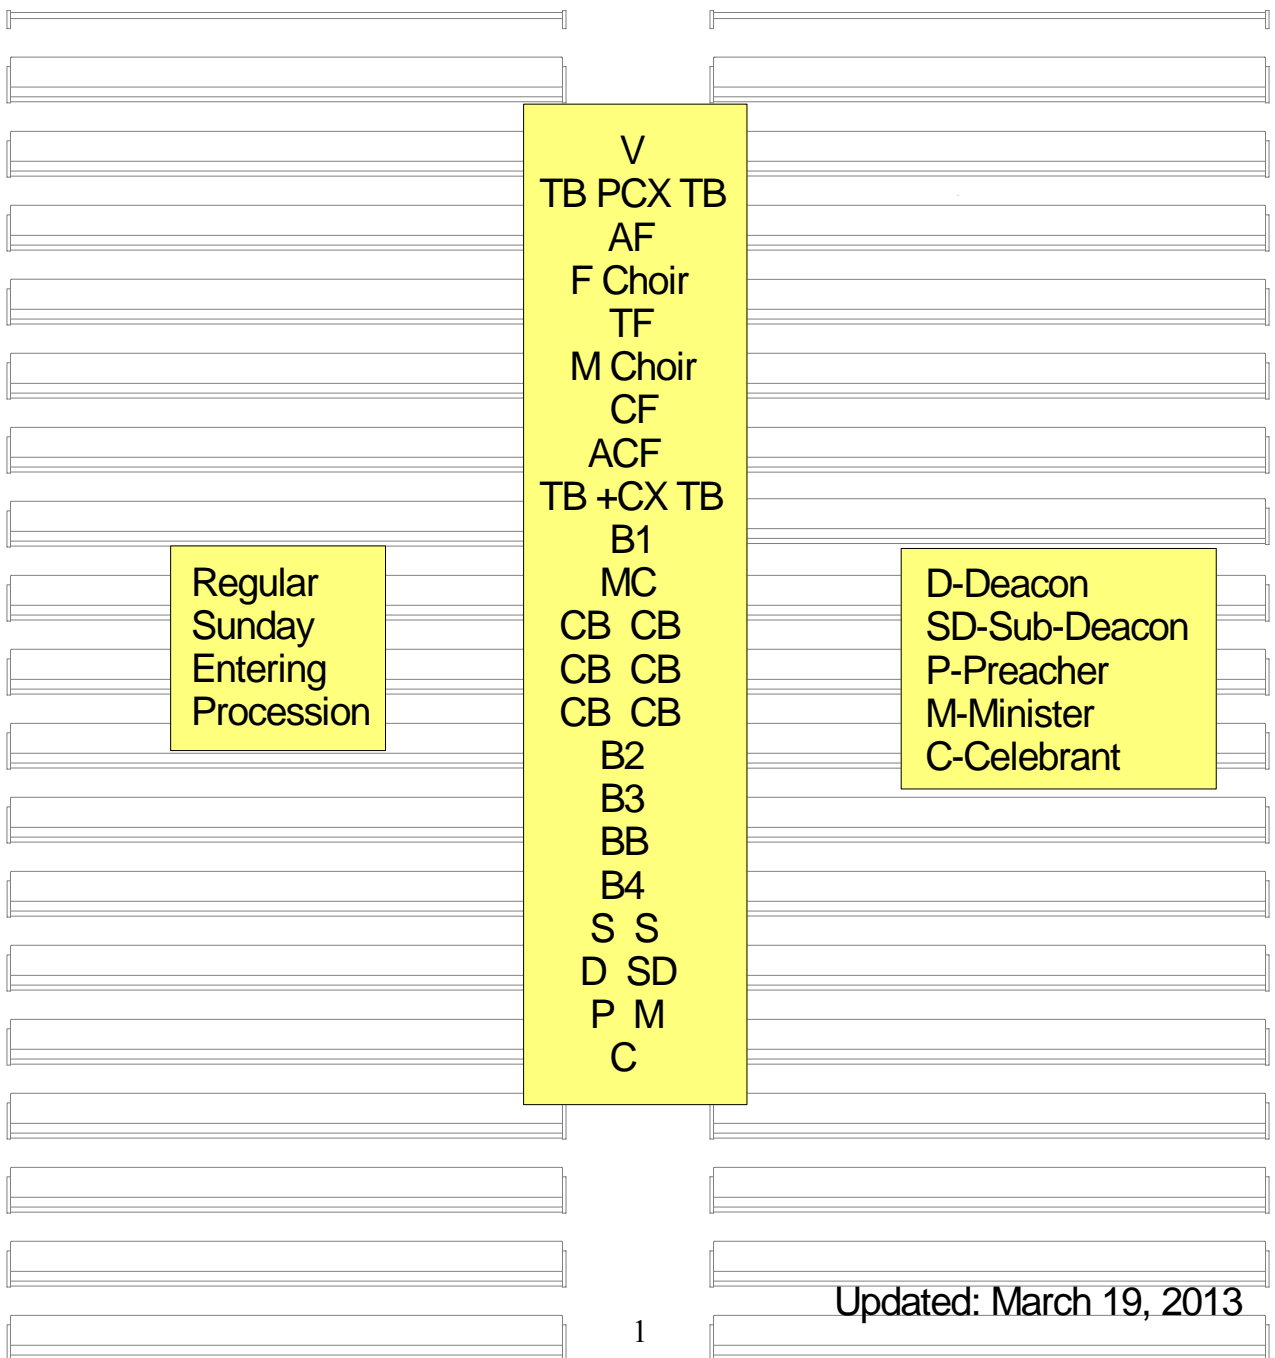 V
TB PCX TB
AF
F Choir
TF
M Choir
CF
ACF
TB +CX TB
B1
MC
CB CB
CB CB
CB CB
B2
B3
BB
B4
S S
D SD
P M
C
Regular
Sunday
Entering
Procession
D-Deacon
SD-Sub-Deacon
P-Preacher
M-Minister
C-Celebrant
Updated: March 19, 2013
1